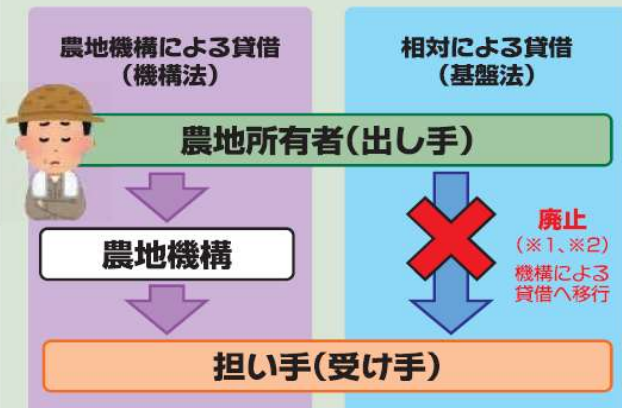 農地機構による貸借
(機構法)
相対による貸借
(基盤法)
農地所有者(出し手)
農地機構
廃止
(※1、※2)
機構による
貸借へ移行
担い手(受け手)